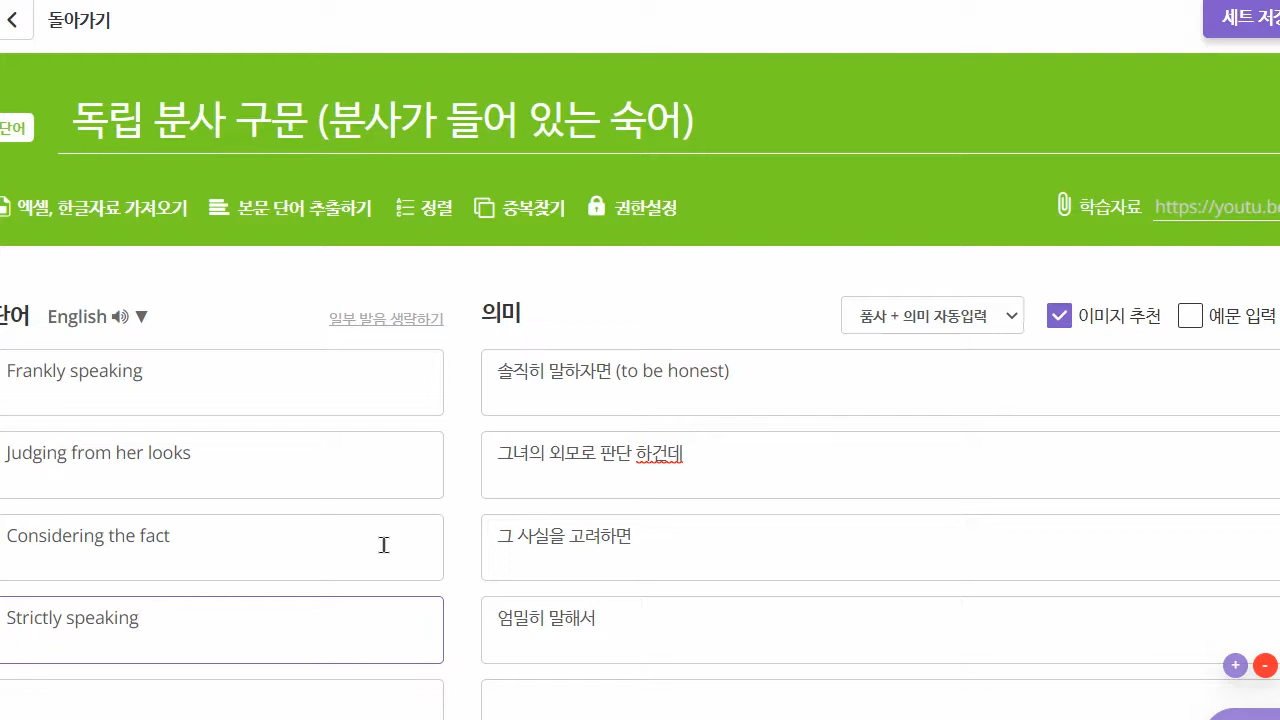 돌아가기
세트 저장
단어
독립 분사 구문 (분사가 들어 있는 숙어)
엑셀, 한글자료 가져오기 본문 단어 추출하기 정렬 중복찾기 권한설정
학습자료 https://youtu.be
단어 English ▼ 일부 발음 생략하기 의미 품사 + 의미 자동입력 이미지 추천 예문 입력
Frankly speaking 솔직히 말하자면 (to be honest)
Judging from her looks 그녀의 외모로 판단 하건데
Considering the fact 그 사실을 고려하면
Strictly speaking 엄밀히 말해서
+ -